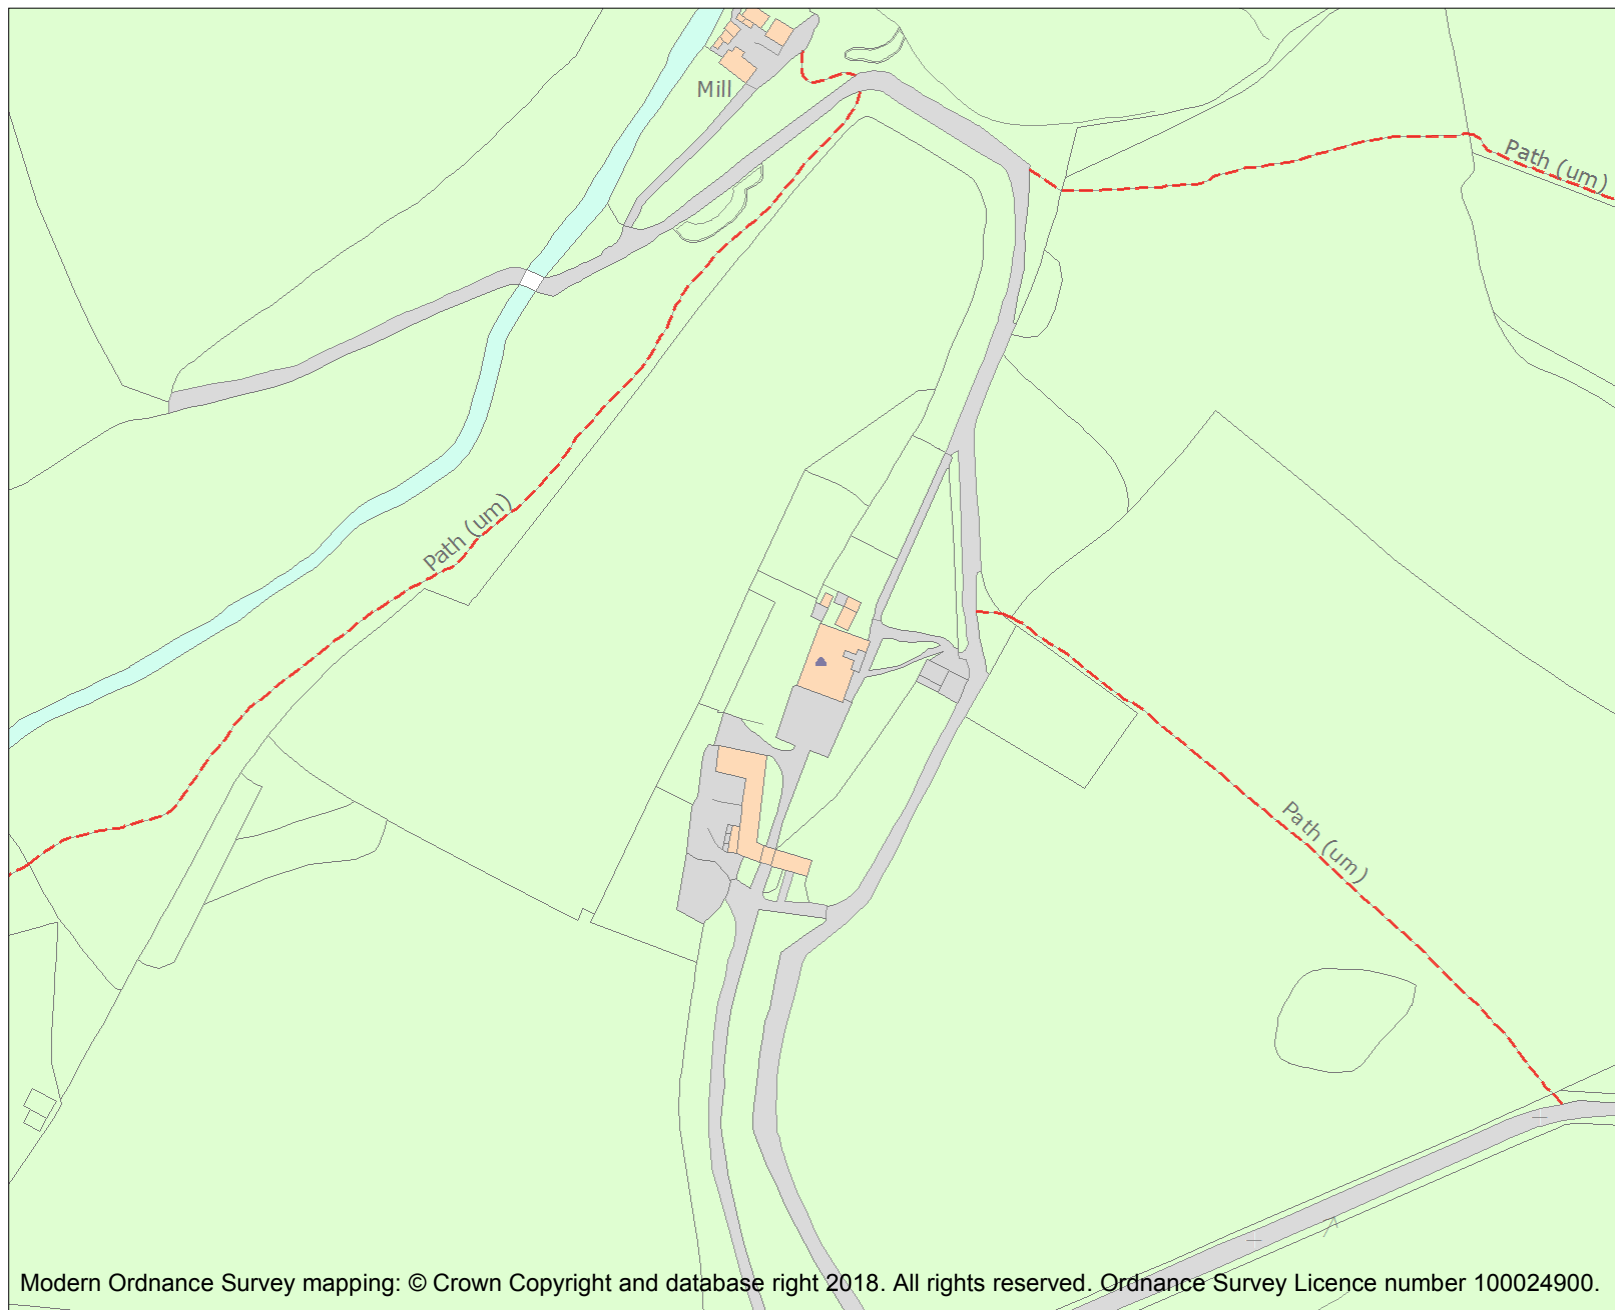 Mill
Path (um)
Path (um)
Path (um)
Modern Ordnance Survey mapping: © Crown Copyright and database right 2018. All rights reserved. Ordnance Survey Licence number 100024900.